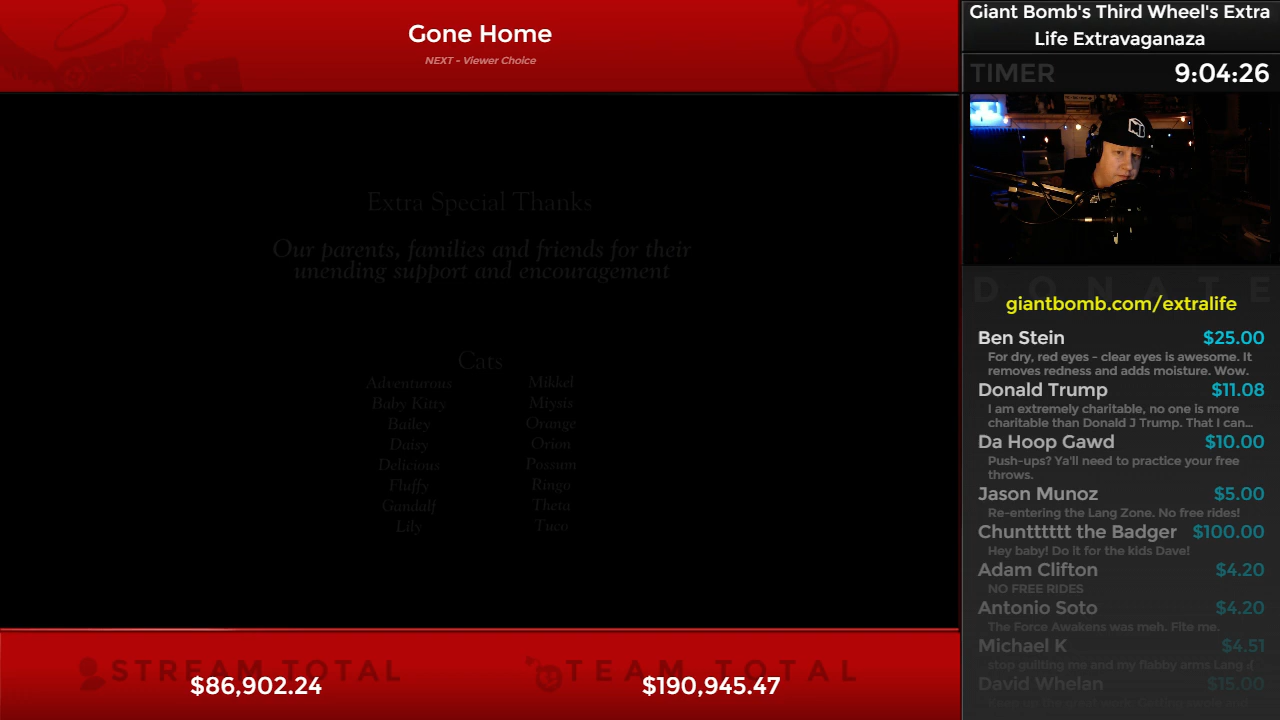 Gone Home
NEXT - Viewer Choice
Extra Special Thanks
Our parents, families and friends for their
unending support and encouragement
Cats
Adventurous
Baby Kitty
Bailey
Daisy
Delicious
Fluffy
Gandalf
Lily
Mikkel
Miysis
Orange
Orion
Possum
Ringo
Theta
Tuco
STREAM TOTAL
$86,902.24
TEAM TOTAL
$190,945.47
Giant Bomb's Third Wheel's Extra
Life Extravaganaza
TIMER
9:04:26
DONATE
giantbomb.com/extralife
Ben Stein $25.00
For dry, red eyes - clear eyes is awesome. It
removes redness and adds moisture. Wow.
Donald Trump $11.08
I am extremely charitable, no one is more
charitable than Donald J Trump. That I can...
Da Hoop Gawd $10.00
Push-ups? Ya'll need to practice your free
throws.
Jason Munoz $5.00
Re-entering the Lang Zone. No free rides!
Chuntttttt the Badger $100.00
Hey baby! Do it for the kids Dave!
Adam Clifton $4.20
NO FREE RIDES
Antonio Soto $4.20
The Force Awakens was meh. Fite me.
Michael K $4.51
stop guilting me and my flabby arms Lang :(
David Whelan $15.00